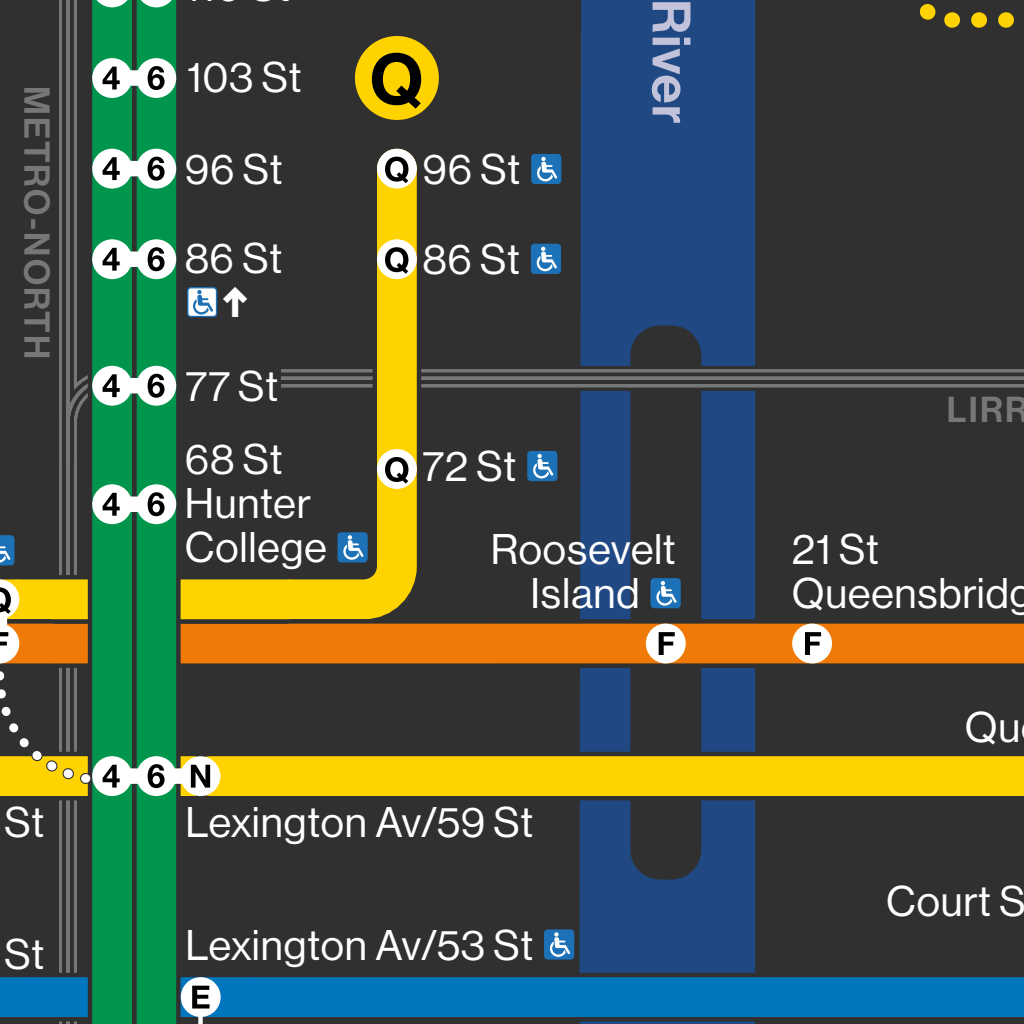 River
4 6 103 St
Q
METRO-NORTH
4 6 96 St
Q 96 St
4 6 86 St
Q 86 St
4 6 77 St
LIRR
68 St
4 6 Hunter
College
Q 72 St
Roosevelt
Island
21 St
Queensbridg
Q
F
F
F
Que
4 6 N
St
Lexington Av/59 St
Court S
St
Lexington Av/53 St
E